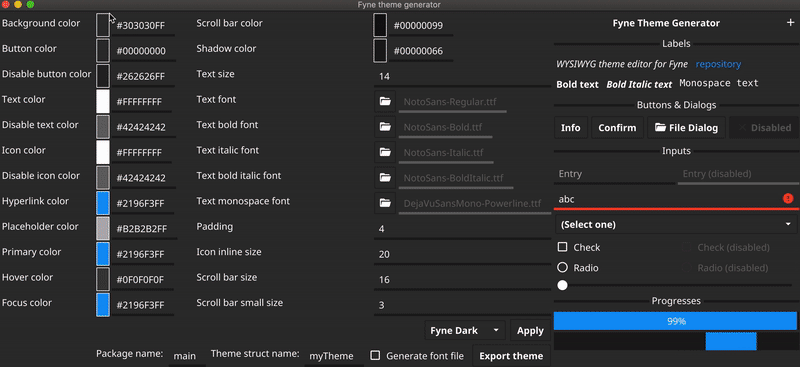 Fyne theme generator
Background color #303030FF
Button color #00000000
Disable button color #262626FF
Text color #FFFFFFFF
Disable text color #42424242
Icon color #FFFFFFFF
Disable icon color #42424242
Hyperlink color #2196F3FF
Placeholder color #B2B2B2FF
Primary color #2196F3FF
Hover color #0F0F0F0F
Focus color #2196F3FF
Scroll bar color #00000099
Shadow color #00000066
Text size 14
Text font NotoSans-Regular.ttf
Text bold font NotoSans-Bold.ttf
Text italic font NotoSans-Italic.ttf
Text bold italic font NotoSans-BoldItalic.ttf
Text monospace font DejaVuSansMono-Powerline.ttf
Padding 4
Icon inline size 20
Scroll bar size 16
Scroll bar small size 3
Fyne Dark Apply
Package name: main Theme struct name: myTheme Generate font file Export theme
Fyne Theme Generator +
Labels
WYSIWYG theme editor for Fyne repository
Bold text Bold Italic text Monospace text
Buttons & Dialogs
Info Confirm File Dialog Disabled
Inputs
Entry Entry (disabled)
abc
(Select one)
Check Check (disabled)
Radio Radio (disabled)
Progresses
99%